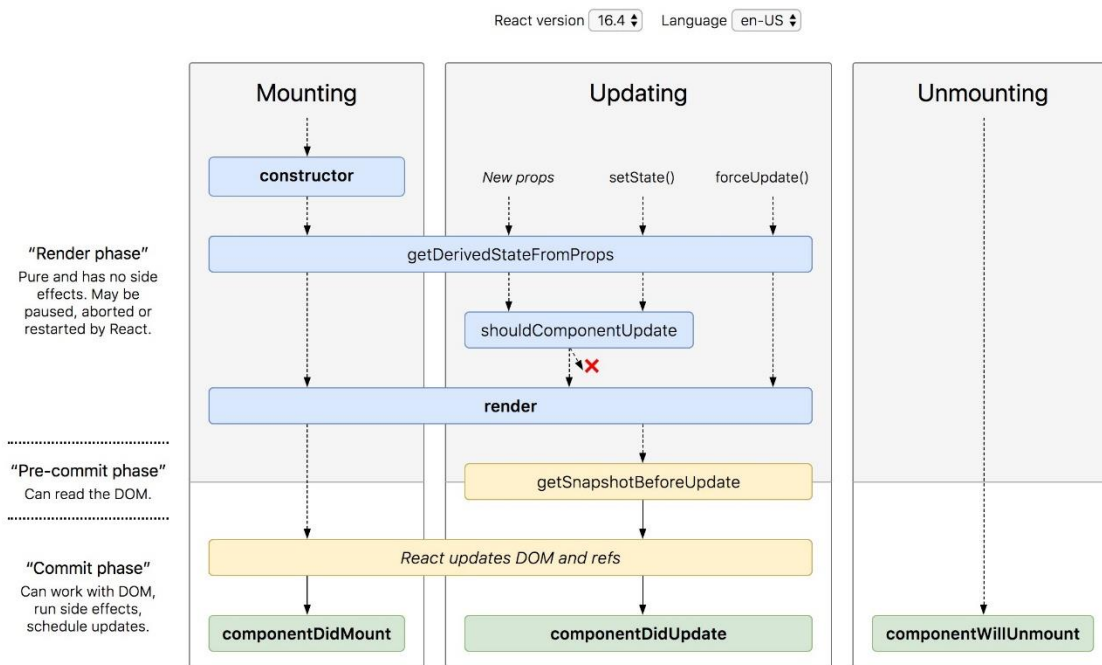 React version 16.4 Language en-US
Mounting
Updating
Unmounting
constructor
New props
setState()
forceUpdate()
“Render phase”
Pure and has no side
effects. May be
paused, aborted or
restarted by React.
getDerivedStateFromProps
shouldComponentUpdate
render
“Pre-commit phase”
Can read the DOM.
getSnapshotBeforeUpdate
“Commit phase”
Can work with DOM,
run side effects,
schedule updates.
React updates DOM and refs
componentDidMount
componentDidUpdate
componentWillUnmount